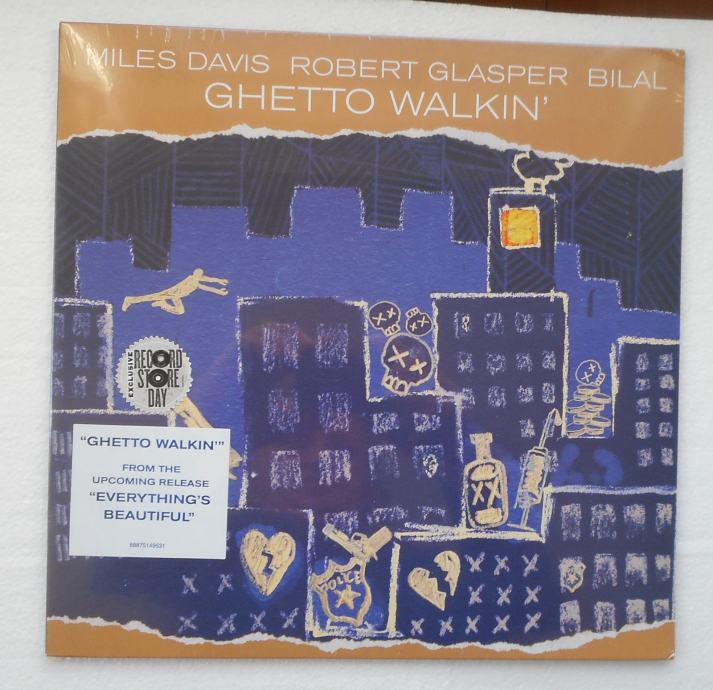 MILES DAVIS ROBERT GLASPER BILAL
GHETTO WALKIN'
EXCLUSIVE
RECORD
STORE
DAY
"GHETTO WALKIN'"
FROM THE
UPCOMING RELEASE
"EVERYTHING'S
BEAUTIFUL"
88875149531
POLICE